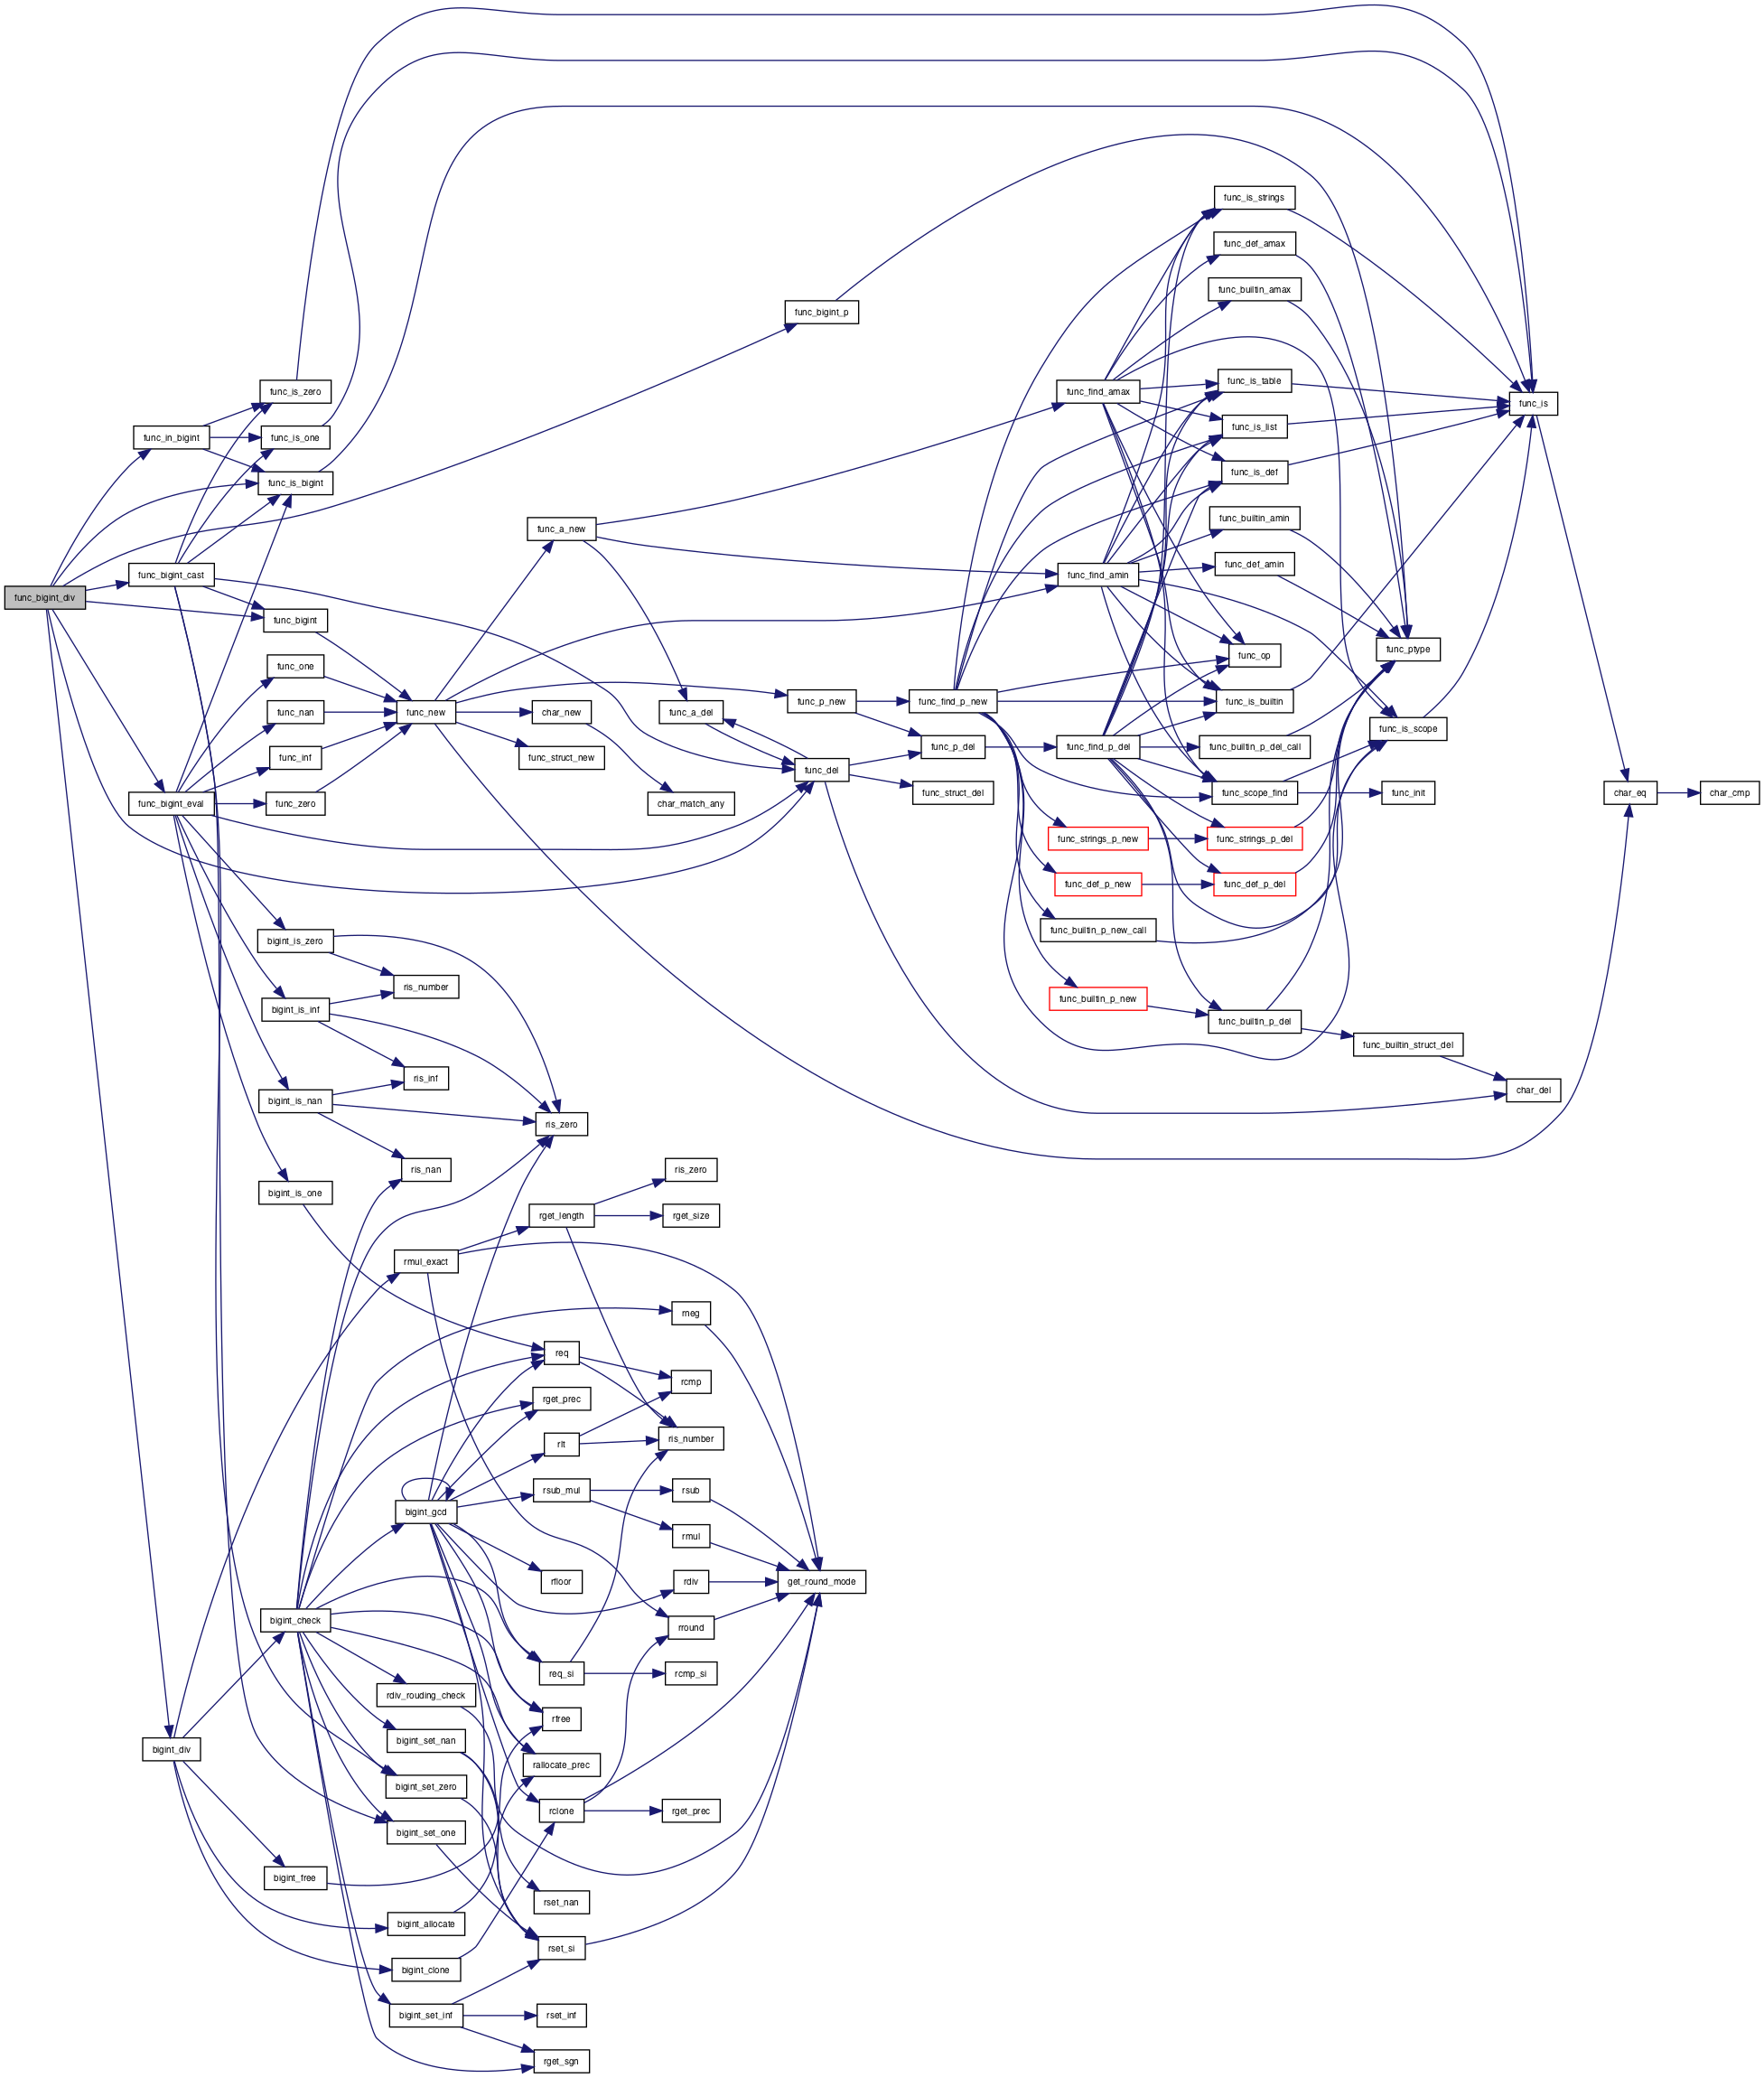 func_bigint_div
func_in_bigint
func_bigint_cast
func_bigint_eval
bigint_div
func_is_zero
func_is_one
func_is_bigint
func_bigint
func_one
func_nan
func_inf
func_zero
bigint_is_zero
bigint_is_inf
bigint_is_nan
bigint_is_one
bigint_check
bigint_free
func_new
ris_number
ris_inf
ris_nan
rmul_exact
bigint_gcd
rdiv_rouding_check
bigint_set_nan
bigint_set_zero
bigint_set_one
bigint_allocate
bigint_clone
bigint_set_inf
func_a_new
char_new
func_struct_new
ris_zero
rget_length
req
rget_prec
rlt
rsub_mul
rfloor
req_si
rfree
rallocate_prec
rclone
rset_nan
rset_si
rset_inf
rget_sgn
func_a_del
char_match_any
ris_zero
rget_size
rneg
rcmp
ris_number
rsub
rmul
rdiv
rround
rcmp_si
rget_prec
func_bigint_p
func_p_new
func_del
get_round_mode
func_find_p_new
func_p_del
func_struct_del
func_find_amax
func_find_amin
func_find_p_del
func_strings_p_new
func_def_p_new
func_builtin_p_new_call
func_builtin_p_new
func_is_strings
func_def_amax
func_builtin_amax
func_is_table
func_is_list
func_is_def
func_builtin_amin
func_def_amin
func_op
func_is_builtin
func_builtin_p_del_call
func_scope_find
func_strings_p_del
func_def_p_del
func_builtin_p_del
func_ptype
func_is_scope
func_init
func_builtin_struct_del
func_is
char_del
char_eq
char_cmp